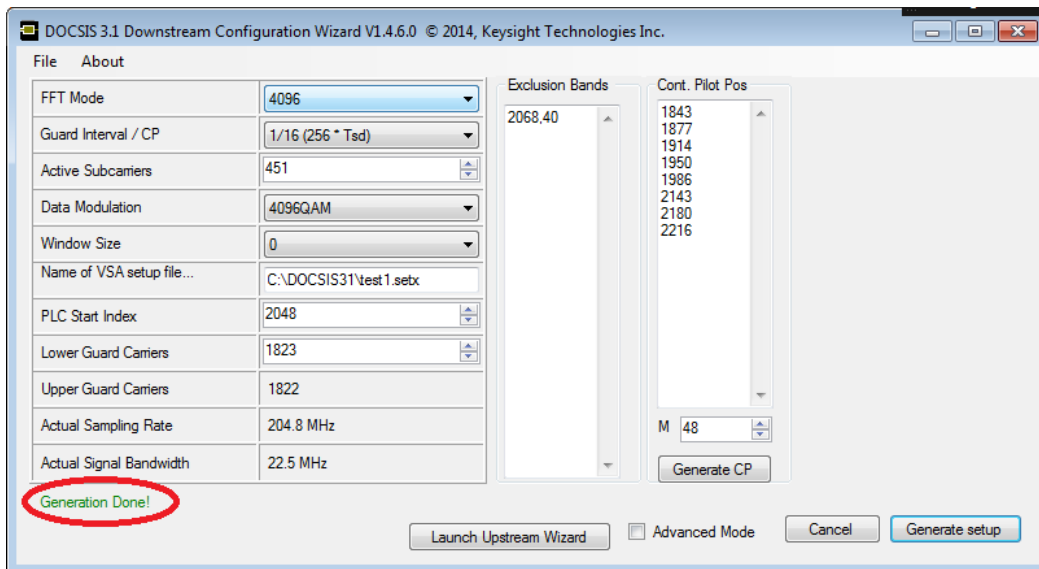 DOCSIS 3.1 Downstream Configuration Wizard V1.4.6.0 © 2014, Keysight Technologies Inc.
File About
FFT Mode 4096
Guard Interval / CP 1/16 (256 * Tsd)
Active Subcarriers 451
Data Modulation 4096QAM
Window Size 0
Name of VSA setup file... C:\DOCSIS31\test1.setx
PLC Start Index 2048
Lower Guard Carriers 1823
Upper Guard Carriers 1822
Actual Sampling Rate 204.8 MHz
Actual Signal Bandwidth 22.5 MHz
Generation Done!
Exclusion Bands
2068,40
Cont. Pilot Pos
1843
1877
1914
1950
1986
2143
2180
2216
M 48
Generate CP
Launch Upstream Wizard Advanced Mode Cancel Generate setup